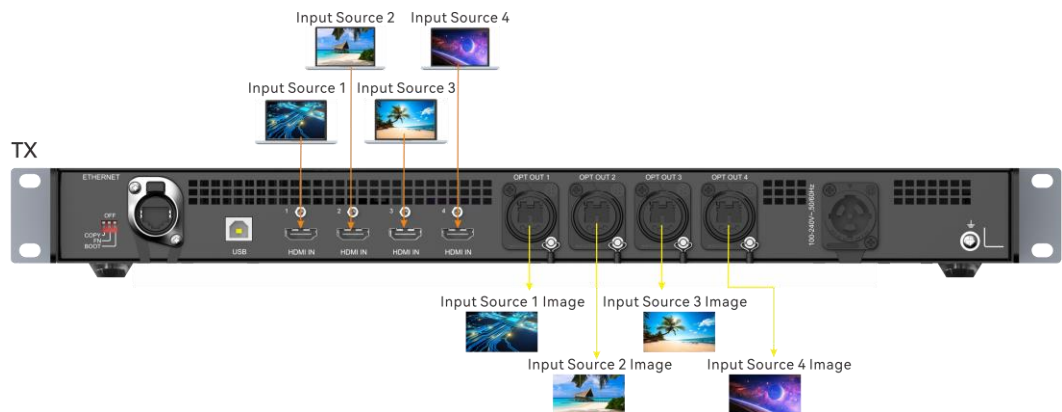 Input Source 2 Input Source 4
Input Source 1 Input Source 3
TX
ETHERNET
OPT OUT 1 OPT OUT 2 OPT OUT 3 OPT OUT 4
OFF
COPY
FN
BOOT
1 2 3 4
USB
HDMI IN HDMI IN HDMI IN HDMI IN
100-240V~ 50/60Hz
Input Source 1 Image Input Source 3 Image
Input Source 2 Image Input Source 4 Image